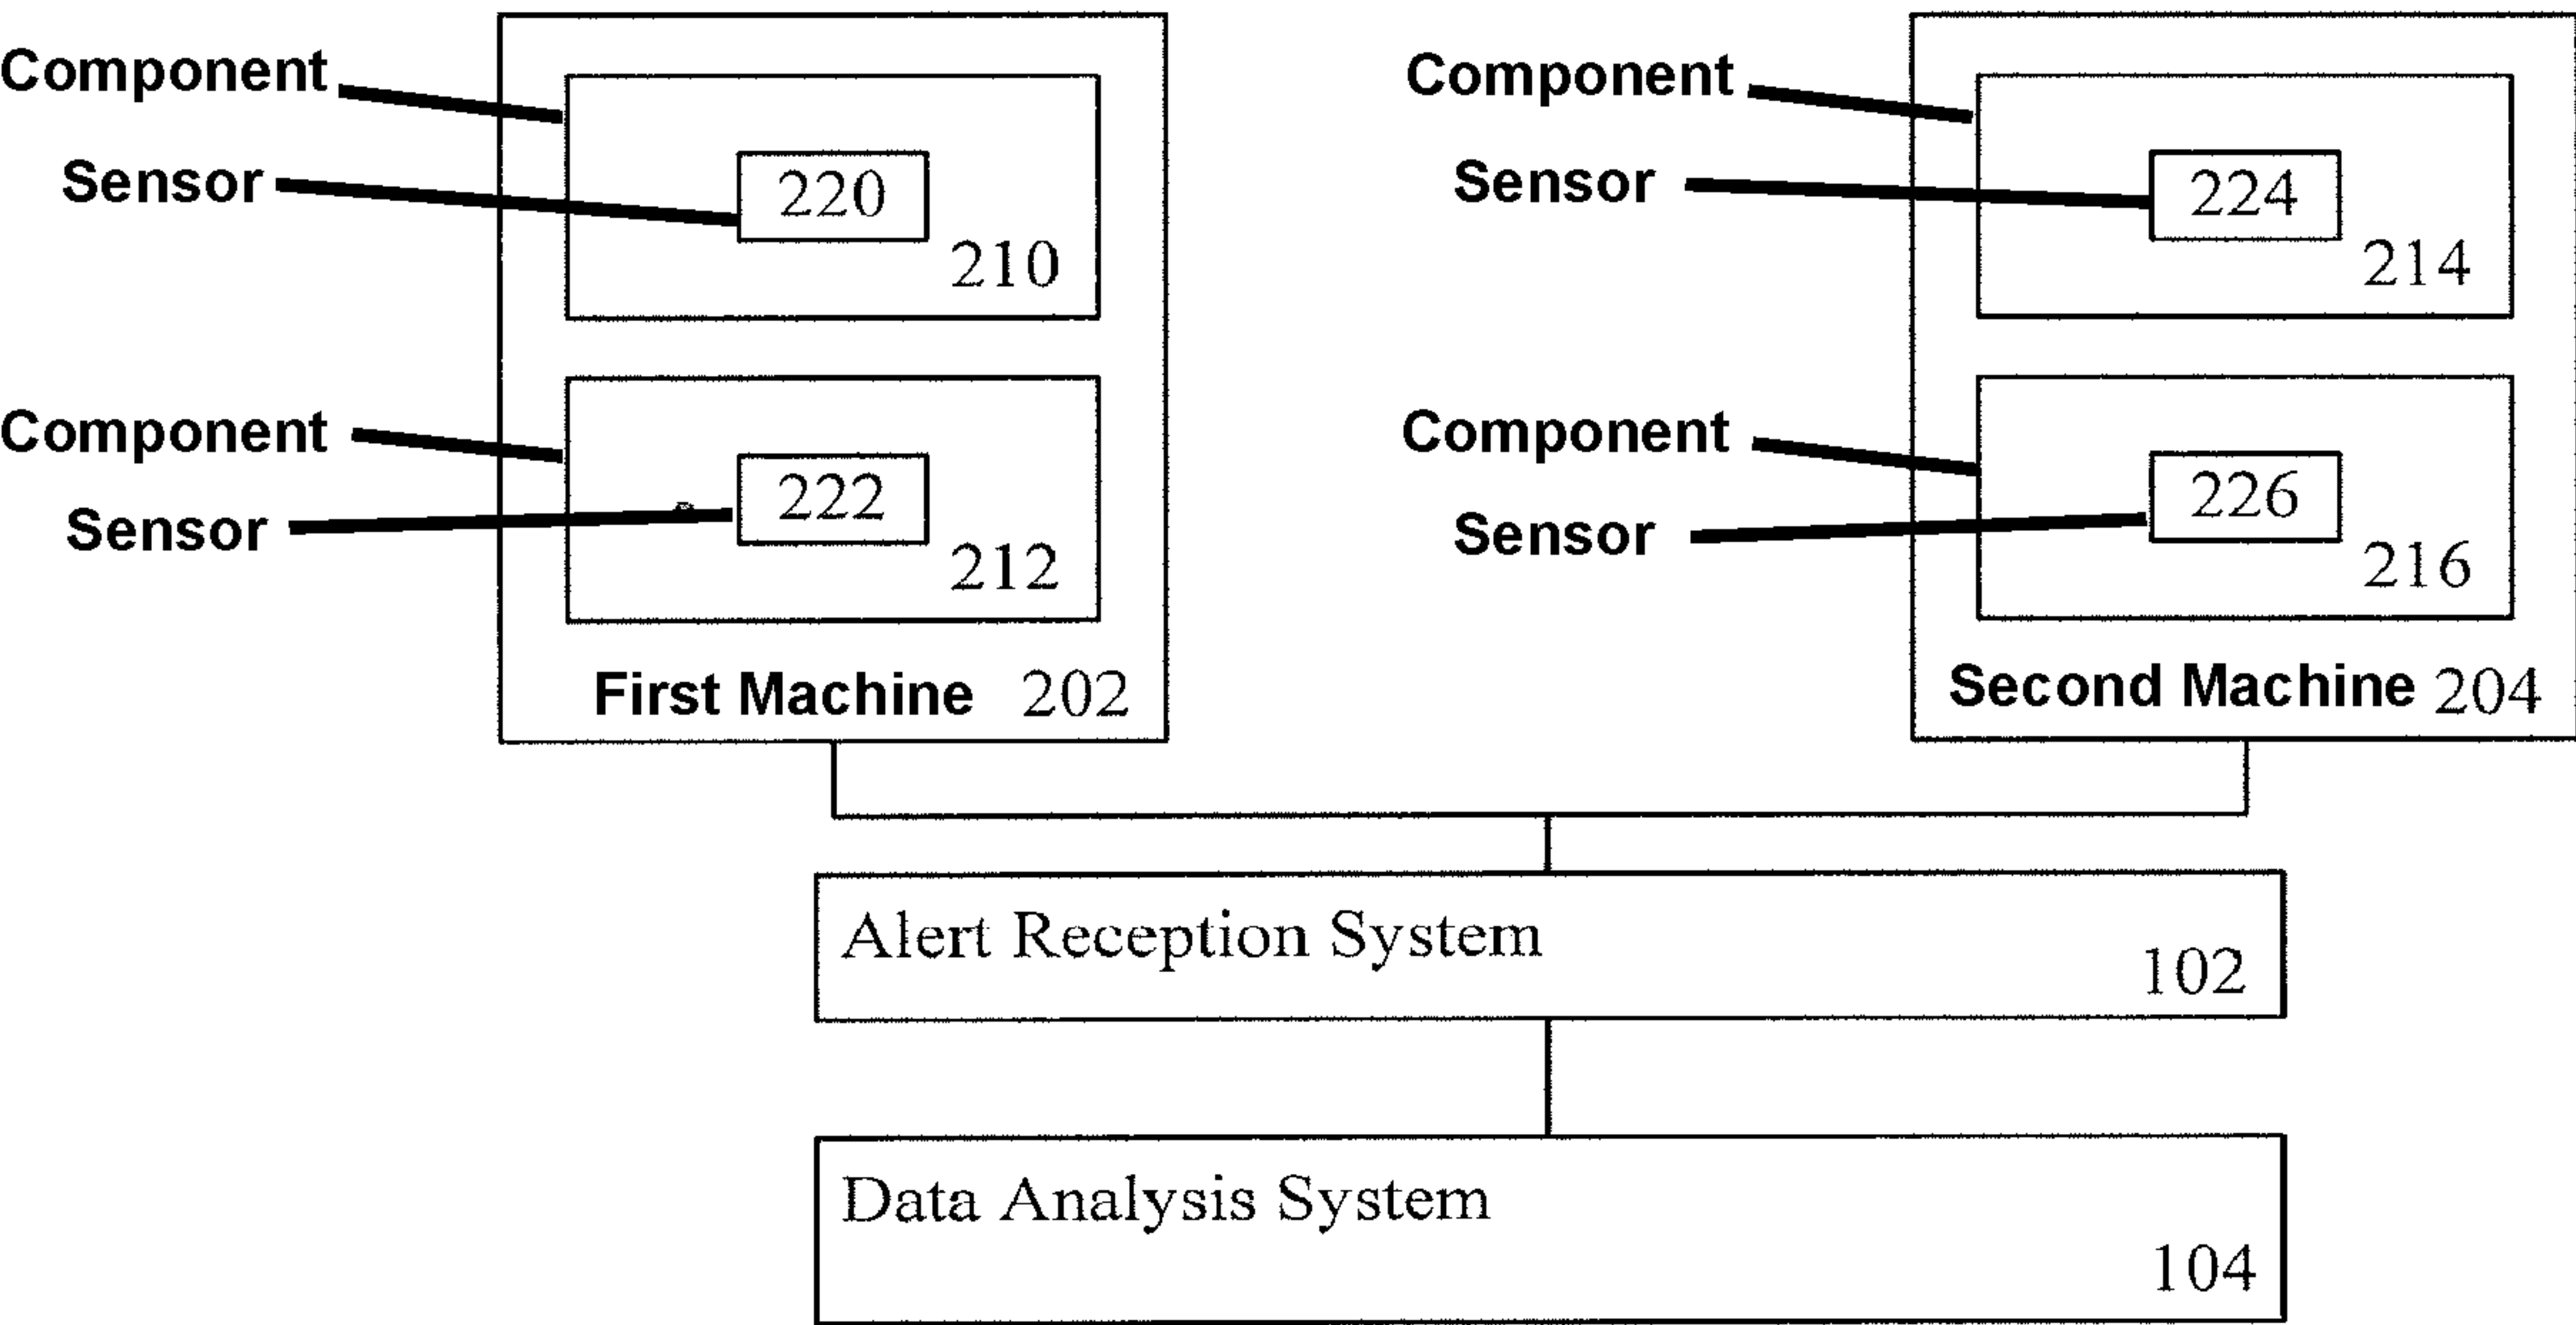 Component
Sensor
220
210
Component
Sensor
222
212
First Machine 202
Component
Sensor
224
214
Component
Sensor
226
216
Second Machine 204
Alert Reception System
102
Data Analysis System
104